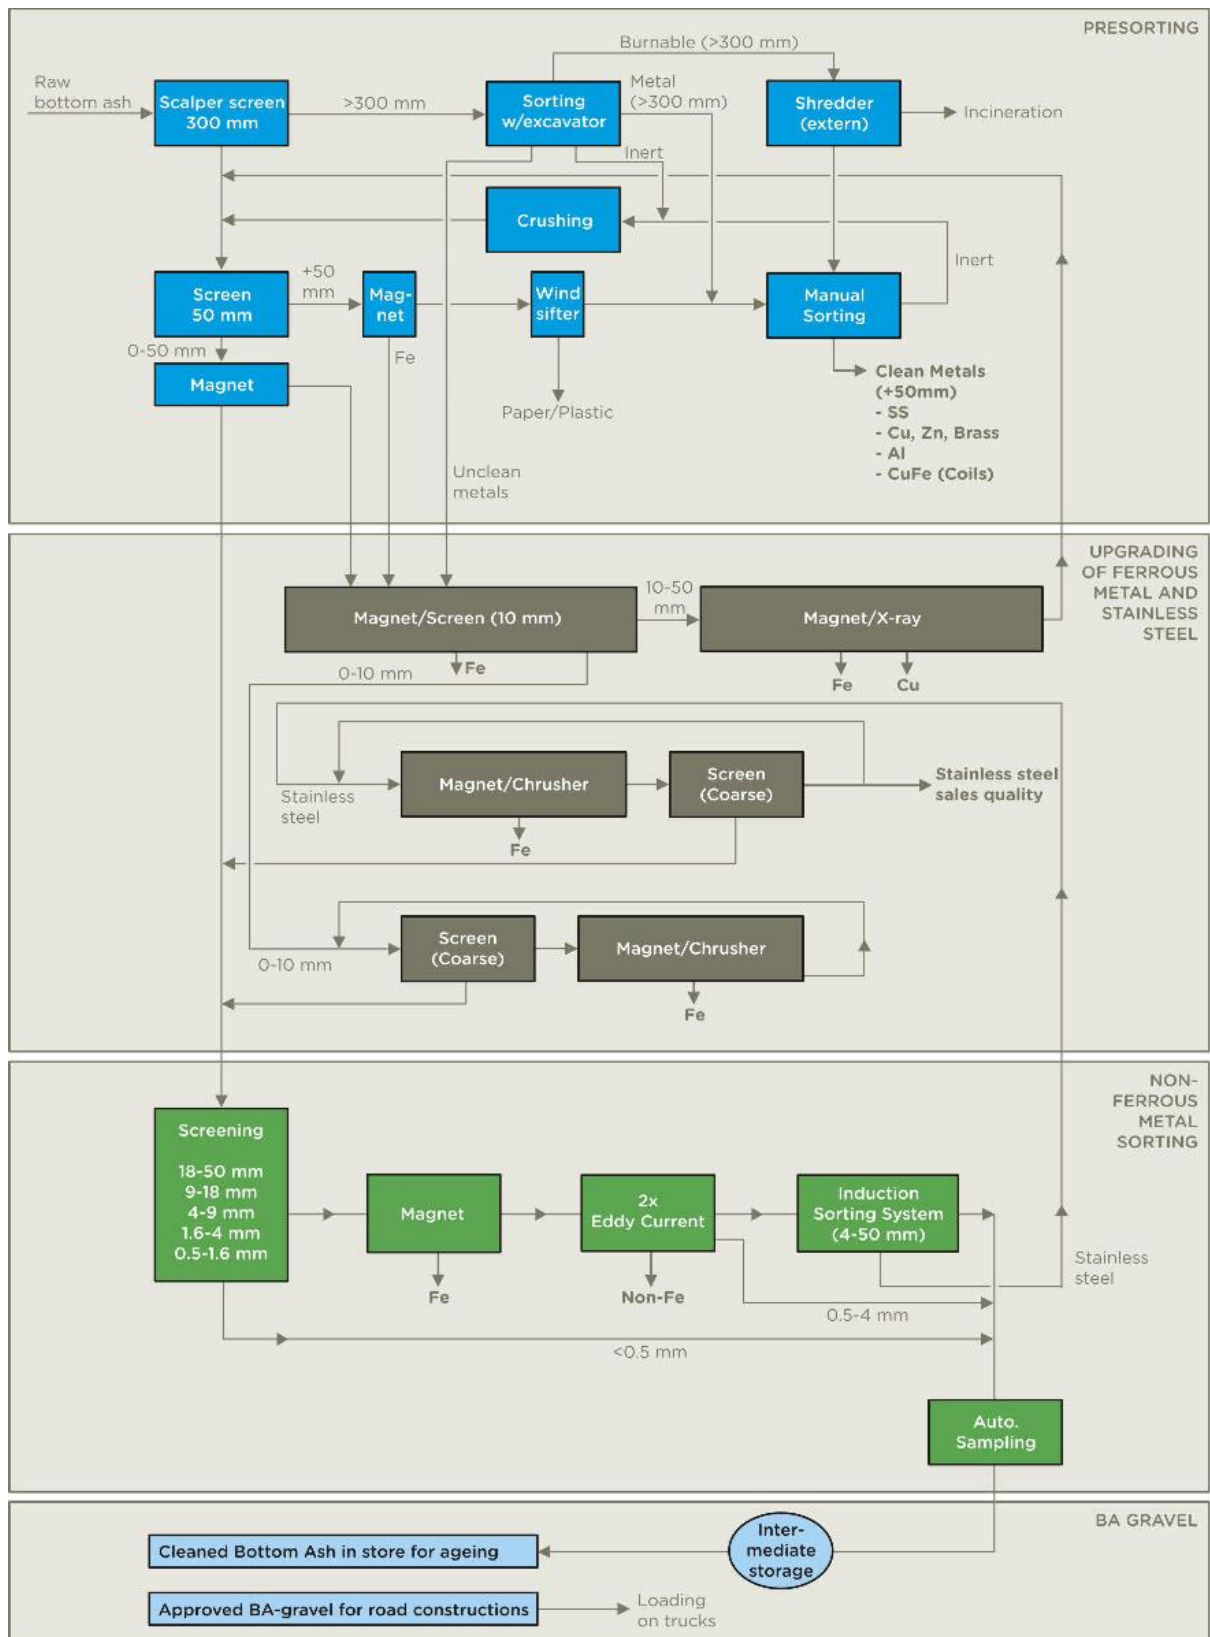 PRESORTING
Burnable (>300 mm)
Raw
bottom ash
Scalper screen
300 mm
>300 mm
Sorting
w/excavator
Metal
(>300 mm)
Shredder
(extern)
Incineration
Inert
Crushing
Inert
Screen
50 mm
+50
mm
Mag-
net
Wind
sifter
Manual
Sorting
0-50 mm
Fe
Magnet
Paper/Plastic
Clean Metals
(+50mm)
- SS
- Cu, Zn, Brass
- Al
- CuFe (Coils)
Unclean
metals
UPGRADING
OF FERROUS
METAL AND
STAINLESS
STEEL
Magnet/Screen (10 mm)
10-50
mm
Magnet/X-ray
0-10 mm
Fe
Fe
Cu
Stainless
steel
Magnet/Chrusher
Screen
(Coarse)
Stainless steel
sales quality
Fe
0-10 mm
Screen
(Coarse)
Magnet/Chrusher
Fe
NON-
FERROUS
METAL
SORTING
Screening
18-50 mm
9-18 mm
4-9 mm
1.6-4 mm
0.5-1.6 mm
Magnet
2x
Eddy Current
Induction
Sorting System
(4-50 mm)
Stainless
steel
Fe
Non-Fe
0.5-4 mm
<0.5 mm
Auto.
Sampling
BA GRAVEL
Inter-
mediate
storage
Cleaned Bottom Ash in store for ageing
Approved BA-gravel for road constructions
Loading
on trucks